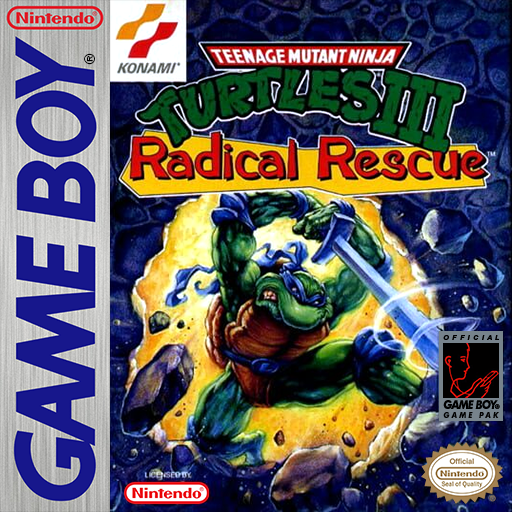 Nintendo®
GAME BOY®
KONAMI®
TEENAGE MUTANT NINJA
TURTLES III
Radical Rescue™
OFFICIAL
GAME BOY®
GAME PAK
LICENSED BY
Nintendo
Official
Nintendo
Seal of Quality